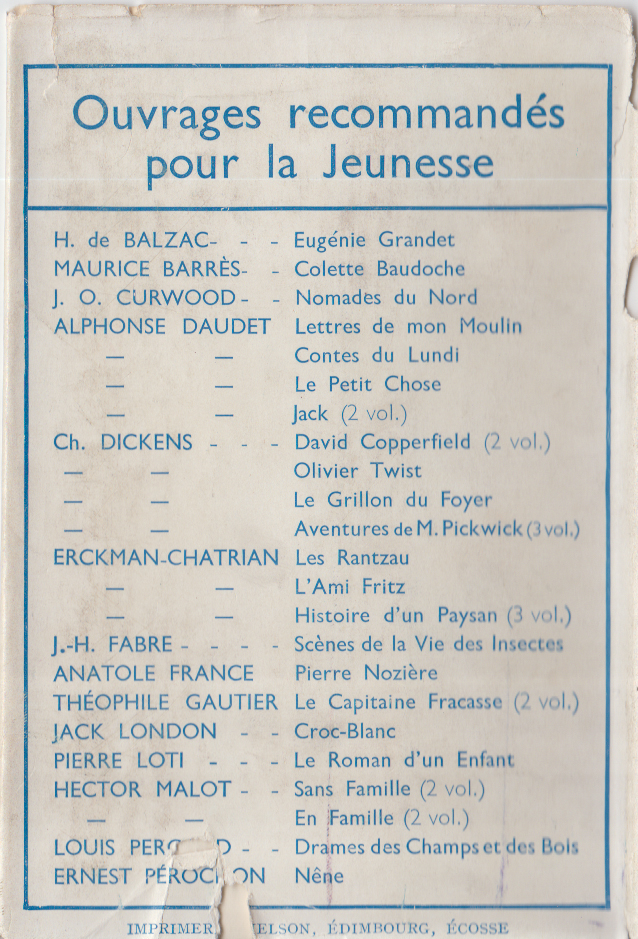 Ouvrages recommandés
pour la Jeunesse
H. de BALZAC- - - Eugénie Grandet
MAURICE BARRÈS- - Colette Baudoche
J. O. CURWOOD - - Nomades du Nord
ALPHONSE DAUDET Lettres de mon Moulin
— — Contes du Lundi
— — Le Petit Chose
— — Jack (2 vol.)
Ch. DICKENS - - - David Copperfield (2 vol.)
— — Olivier Twist
— — Le Grillon du Foyer
— — Aventures de M. Pickwick (3 vol.)
ERCKMAN-CHATRIAN Les Rantzau
— — L'Ami Fritz
— — Histoire d'un Paysan (3 vol.)
J.-H. FABRE - - - - Scènes de la Vie des Insectes
ANATOLE FRANCE Pierre Nozière
THÉOPHILE GAUTIER Le Capitaine Fracasse (2 vol.)
JACK LONDON - - Croc-Blanc
PIERRE LOTI - - - Le Roman d'un Enfant
HECTOR MALOT - - Sans Famille (2 vol.)
— — En Famille (2 vol.)
LOUIS - - Drames des Champs et des Bois
ERNEST Nêne
ÉDIMBOURG, ÉCOSSE